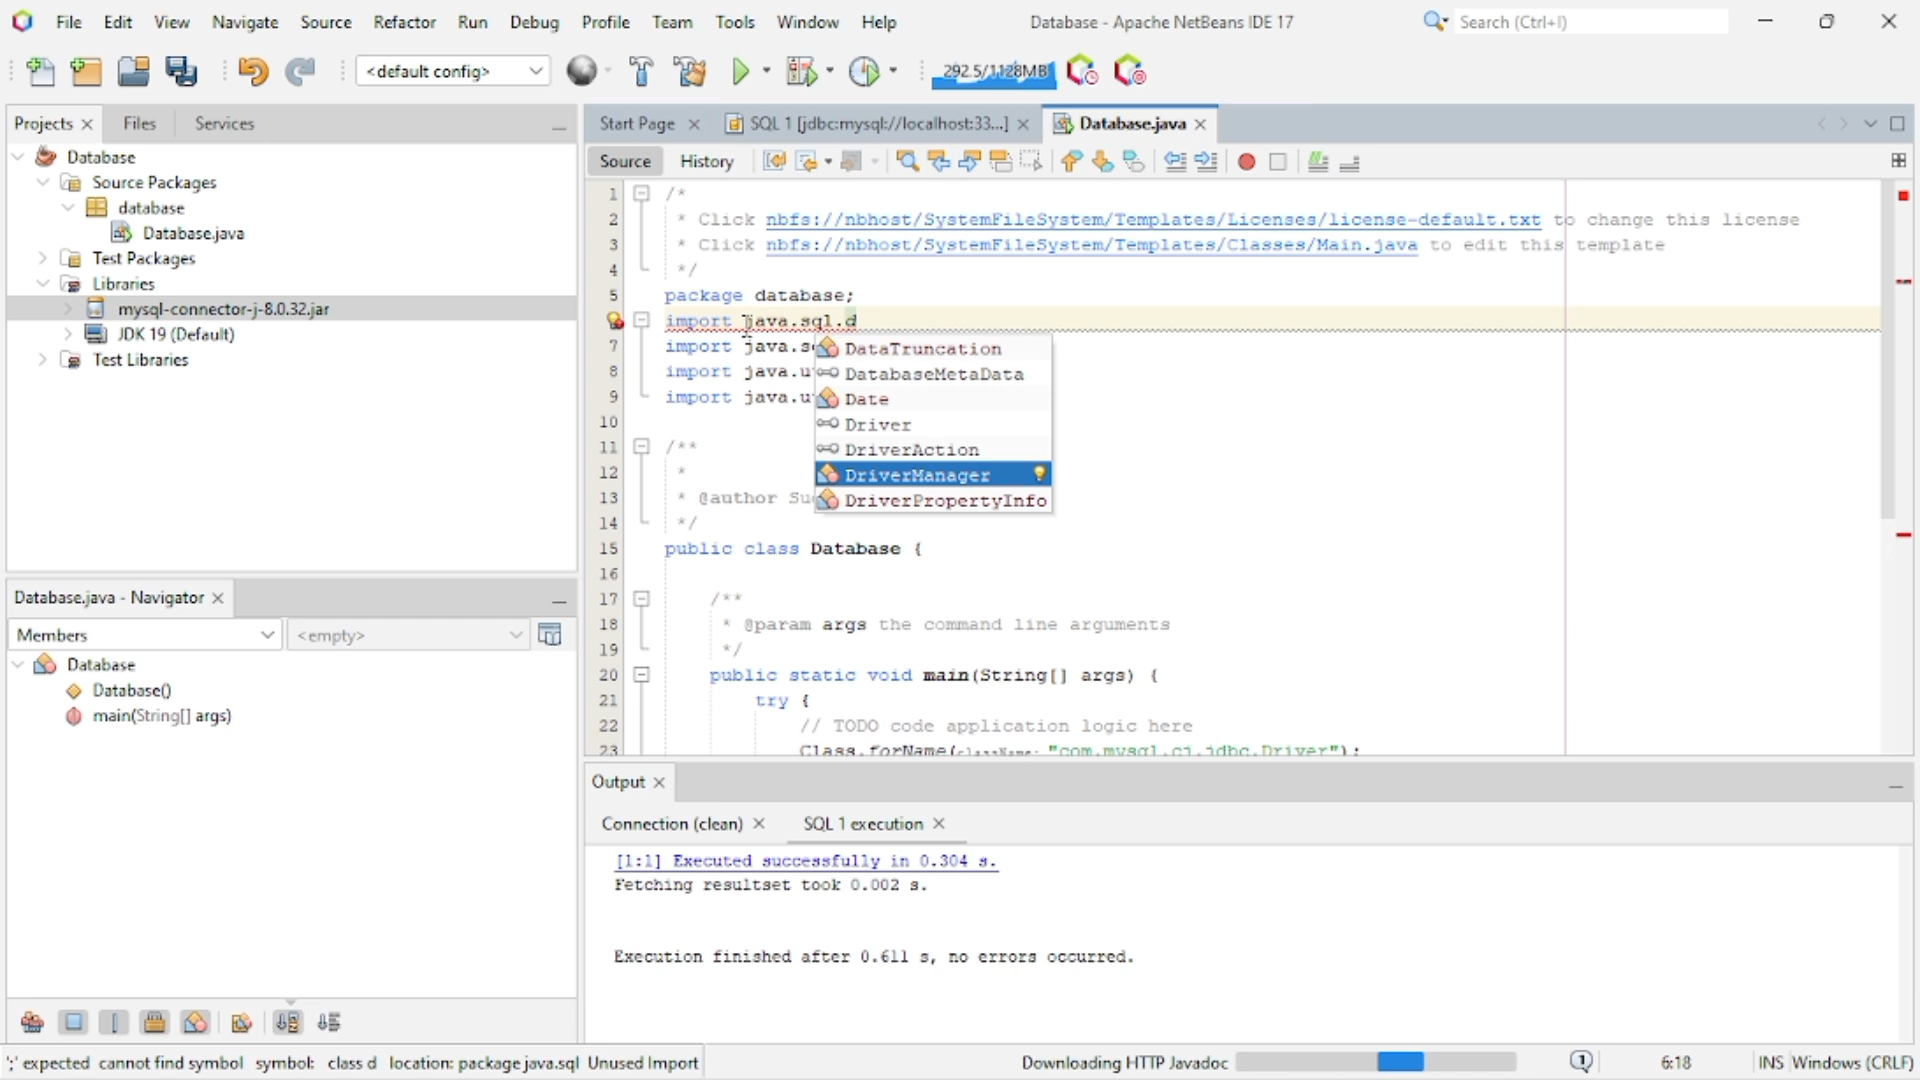 File Edit View Navigate Source Refactor Run Debug Profile Team Tools Window Help
Database - Apache NetBeans IDE 17
Search (Ctrl+I)
<default config>
292.5/1128MB
Projects
Files
Services
Start Page
SQL 1 [jdbc:mysql://localhost:33...]
Database.java
Source
History
Database
Source Packages
database
Database.java
Test Packages
Libraries
mysql-connector-j-8.0.32.jar
JDK 19 (Default)
Test Libraries
1 /*
2 * Click nbfs://nbhost/SystemFileSystem/Templates/Licenses/license-default.txt to change this license
3 * Click nbfs://nbhost/SystemFileSystem/Templates/Classes/Main.java to edit this template
4 */
5 package database;
import java.sql.d
7 import java.s
8 import java.u
9 import java.u
10
11 /**
12 *
13 * @author Su
14 */
15 public class Database {
16
17 /**
18 * @param args the command line arguments
19 */
20 public static void main(String[] args) {
21 try {
22 // TODO code application logic here
23 Class.forName(className: "com.mysql.cj.jdbc.Driver");
DataTruncation
DatabaseMetaData
Date
Driver
DriverAction
DriverManager
DriverPropertyInfo
Database.java - Navigator
Members
<empty>
Database
Database()
main(String[] args)
Output
Connection (clean)
SQL 1 execution
[1:1] Executed successfully in 0.304 s.
Fetching resultset took 0.002 s.
Execution finished after 0.611 s, no errors occurred.
';' expected cannot find symbol symbol: class d location: package java.sql Unused Import
Downloading HTTP Javadoc
1
6:18
INS
Windows (CRLF)